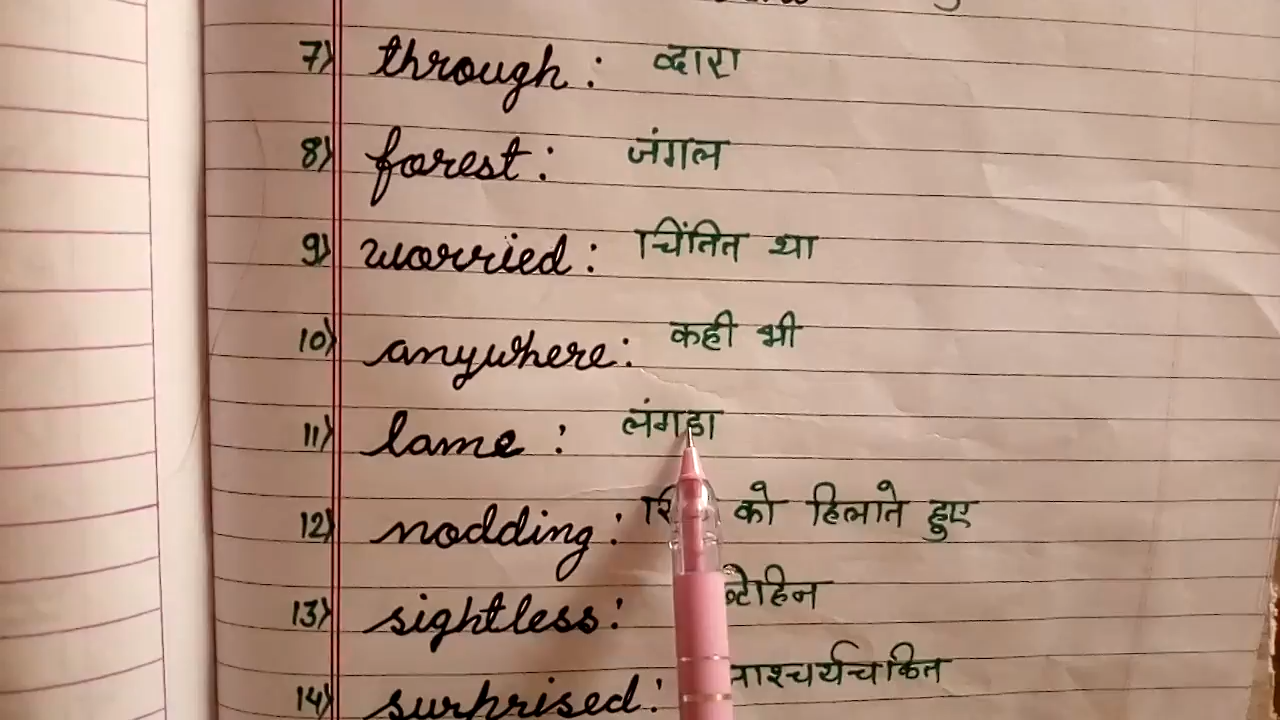 7) through : व्दारा
8) forest : जंगल
9) worried : चिंतित था
10) anywhere : कही भी
11) lame : लंगडा
12) nodding : को हिलाते हुए
13) sightless :
14) surprised :